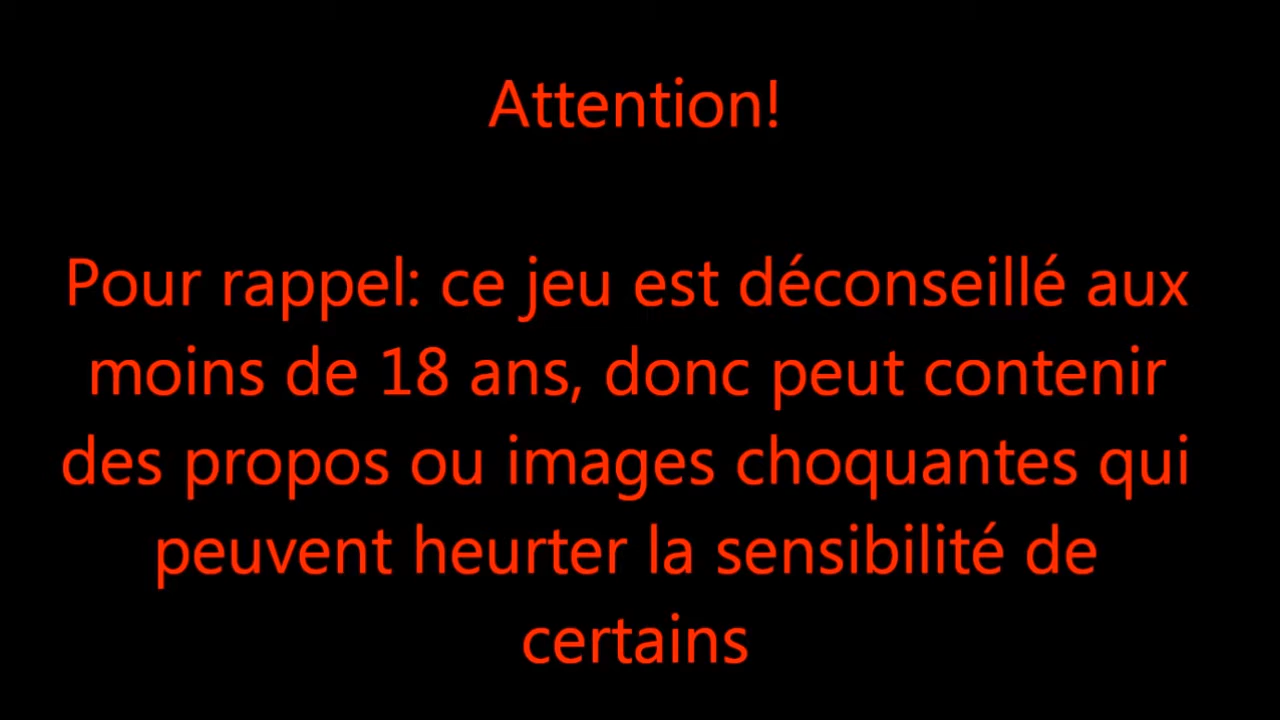 Attention!
Pour rappel: ce jeu est déconseillé aux
moins de 18 ans, donc peut contenir
des propos ou images choquantes qui
peuvent heurter la sensibilité de
certains